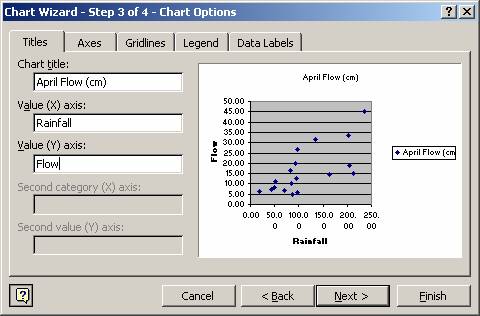 Chart Wizard - Step 3 of 4 - Chart Options
Titles Axes Gridlines Legend Data Labels
Chart title:
April Flow (cm)
Value (X) axis:
Rainfall
Value (Y) axis:
Flow
Second category (X) axis:
Second value (Y) axis:
April Flow (cm)
50.00
45.00
40.00
35.00
30.00
25.00
20.00
15.00
10.00
5.00
0.00
Flow
0.00 50.0 100. 150. 200. 250.
0 00 00 00 00
Rainfall
April Flow (cm
Cancel < Back Next > Finish